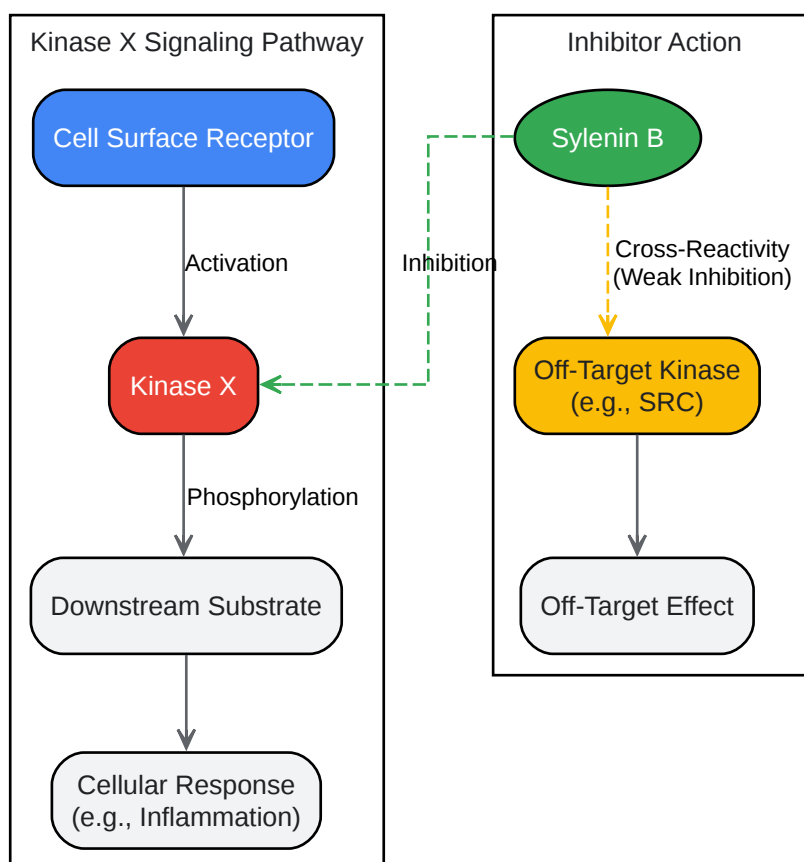 Kinase X Signaling Pathway
Cell Surface Receptor
Activation
Kinase X
Phosphorylation
Downstream Substrate
Cellular Response
(e.g., Inflammation)
Inhibition
Inhibitor Action
Sylenin B
Cross-Reactivity
(Weak Inhibition)
Off-Target Kinase
(e.g., SRC)
Off-Target Effect